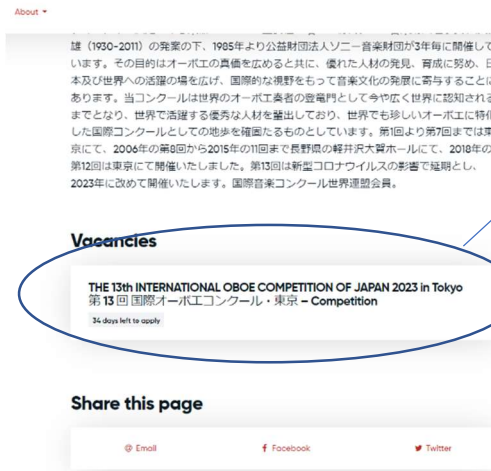 About
雄（1930-2011）の発案の下、1985年より公益財団法人ソニー音楽財団が3年毎に開催して
います。その目的はオーボエの真価を広めると共に、優れた人材の発見、育成に努め、日
本及び世界への活躍の場を広げ、国際的な視野をもって音楽文化の発展に寄与することに
あります。当コンクールは世界のオーボエ奏者の登竜門として今や広く世界に認知される
までとなり、世界で活躍する優秀な人材を輩出しており、世界でも珍しいオーボエに特化
した国際コンクールとしての地歩を確固たるものとしています。第1回より第7回までは東
京にて、2006年の第8回から2015年の11回まで長野県の軽井沢大賀ホールにて、2018年の
第12回は東京にて開催いたしました。第13回は新型コロナウイルスの影響で延期とし、
2023年に改めて開催いたします。国際音楽コンクール世界連盟会員。
Vacancies
THE 13th INTERNATIONAL OBOE COMPETITION OF JAPAN 2023 in Tokyo
第 13 回 国際オーボエコンクール・東京 – Competition
34 days left to apply
Share this page
@ Email
Facebook
Twitter